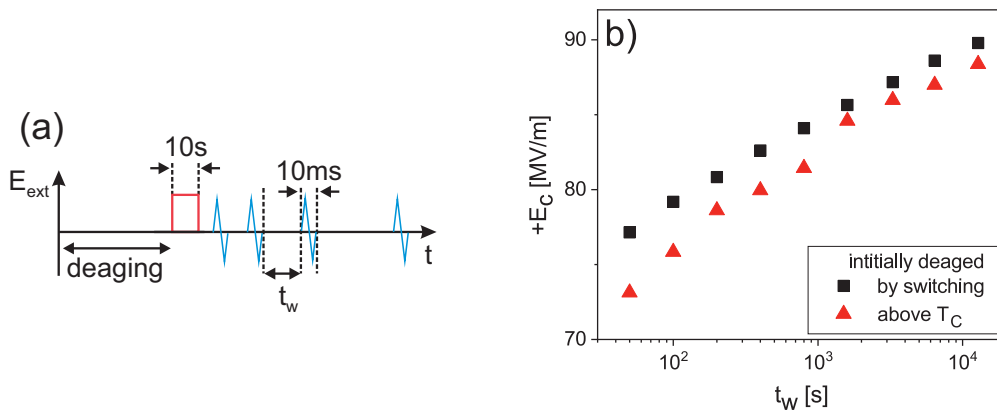 (a)
10s
10ms
E_ext
t
deaging
t_w
b)
90
80
70
+E_C [MV/m]
intitially deaged
by switching
above T_C
10^2
10^3
10^4
t_w [s]